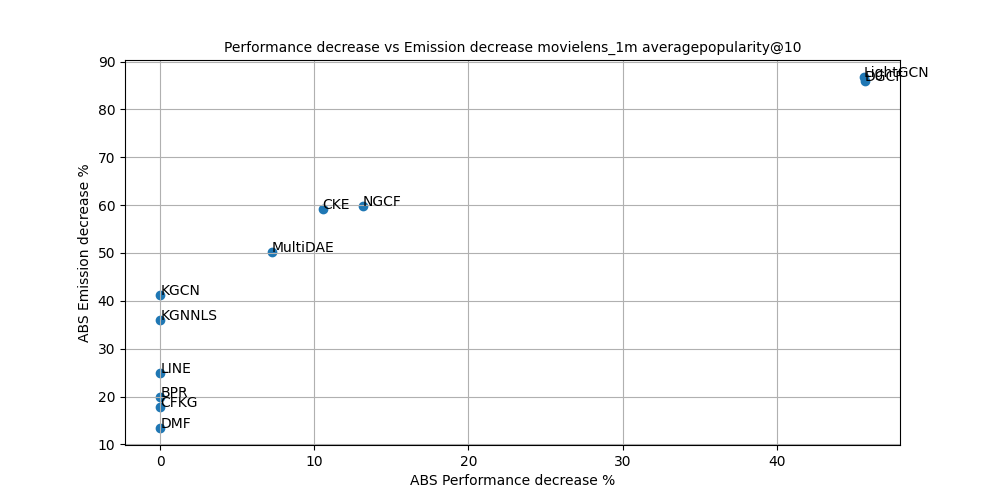 Performance decrease vs Emission decrease movielens_1m averagepopularity@10
90
80
70
60
50
40
30
20
10
ABS Emission decrease %
LightGCN
DGCF
CKE
NGCF
MultiDAE
KGCN
KGNNLS
LINE
BPR
CFKG
DMF
0
10
20
30
40
ABS Performance decrease %